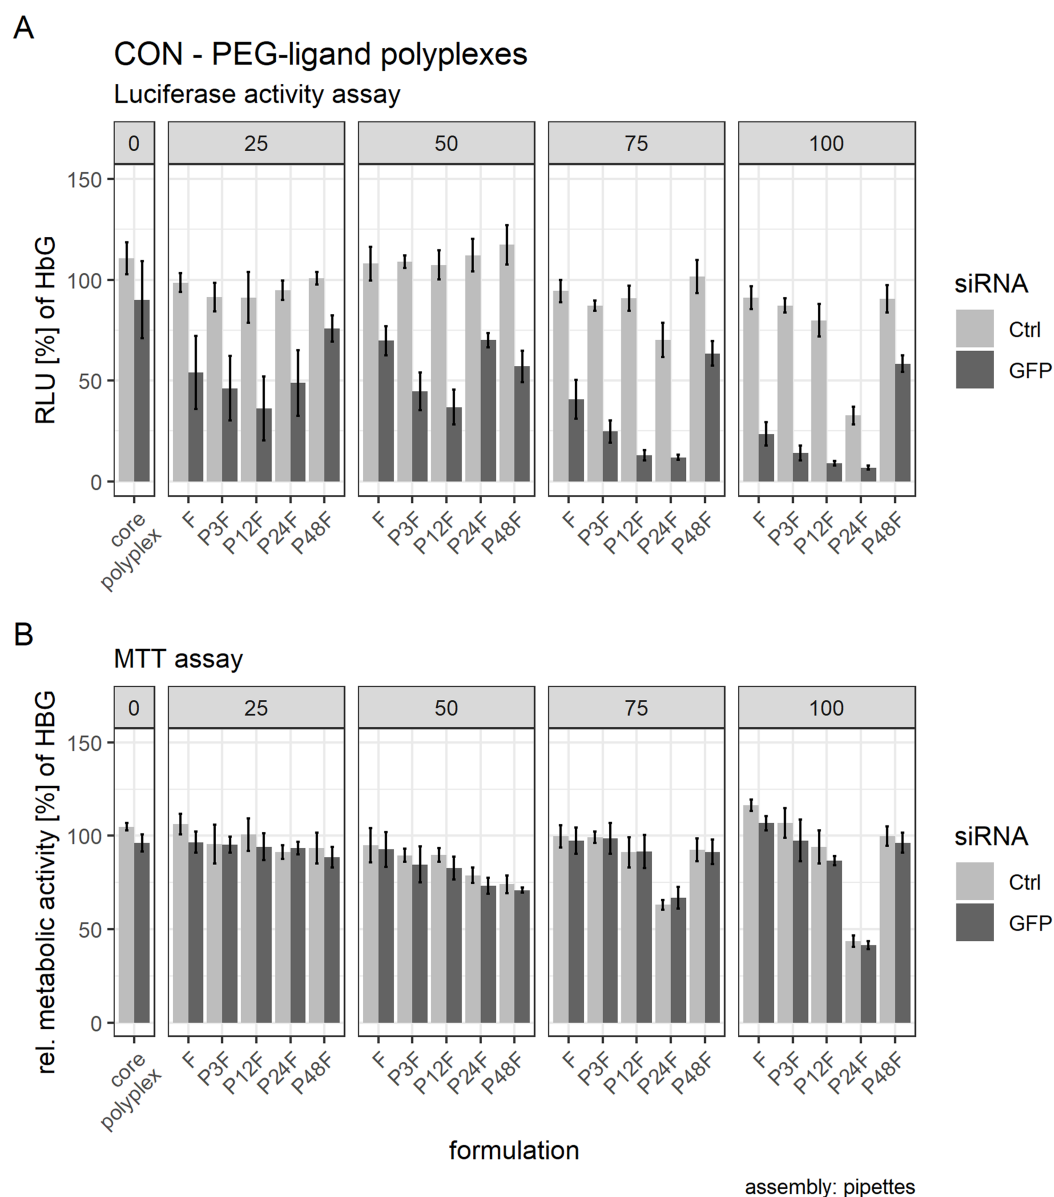 A
CON - PEG-ligand polyplexes
Luciferase activity assay
0 25 50 75 100
RLU [%] of HbG
150
100
50
0
core polyplex
F P3F P12F P24F P48F
F P3F P12F P24F P48F
F P3F P12F P24F P48F
F P3F P12F P24F P48F
siRNA
Ctrl
GFP
B
MTT assay
0 25 50 75 100
rel. metabolic activity [%] of HBG
150
100
50
0
core polyplex
F P3F P12F P24F P48F
F P3F P12F P24F P48F
F P3F P12F P24F P48F
F P3F P12F P24F P48F
siRNA
Ctrl
GFP
formulation
assembly: pipettes